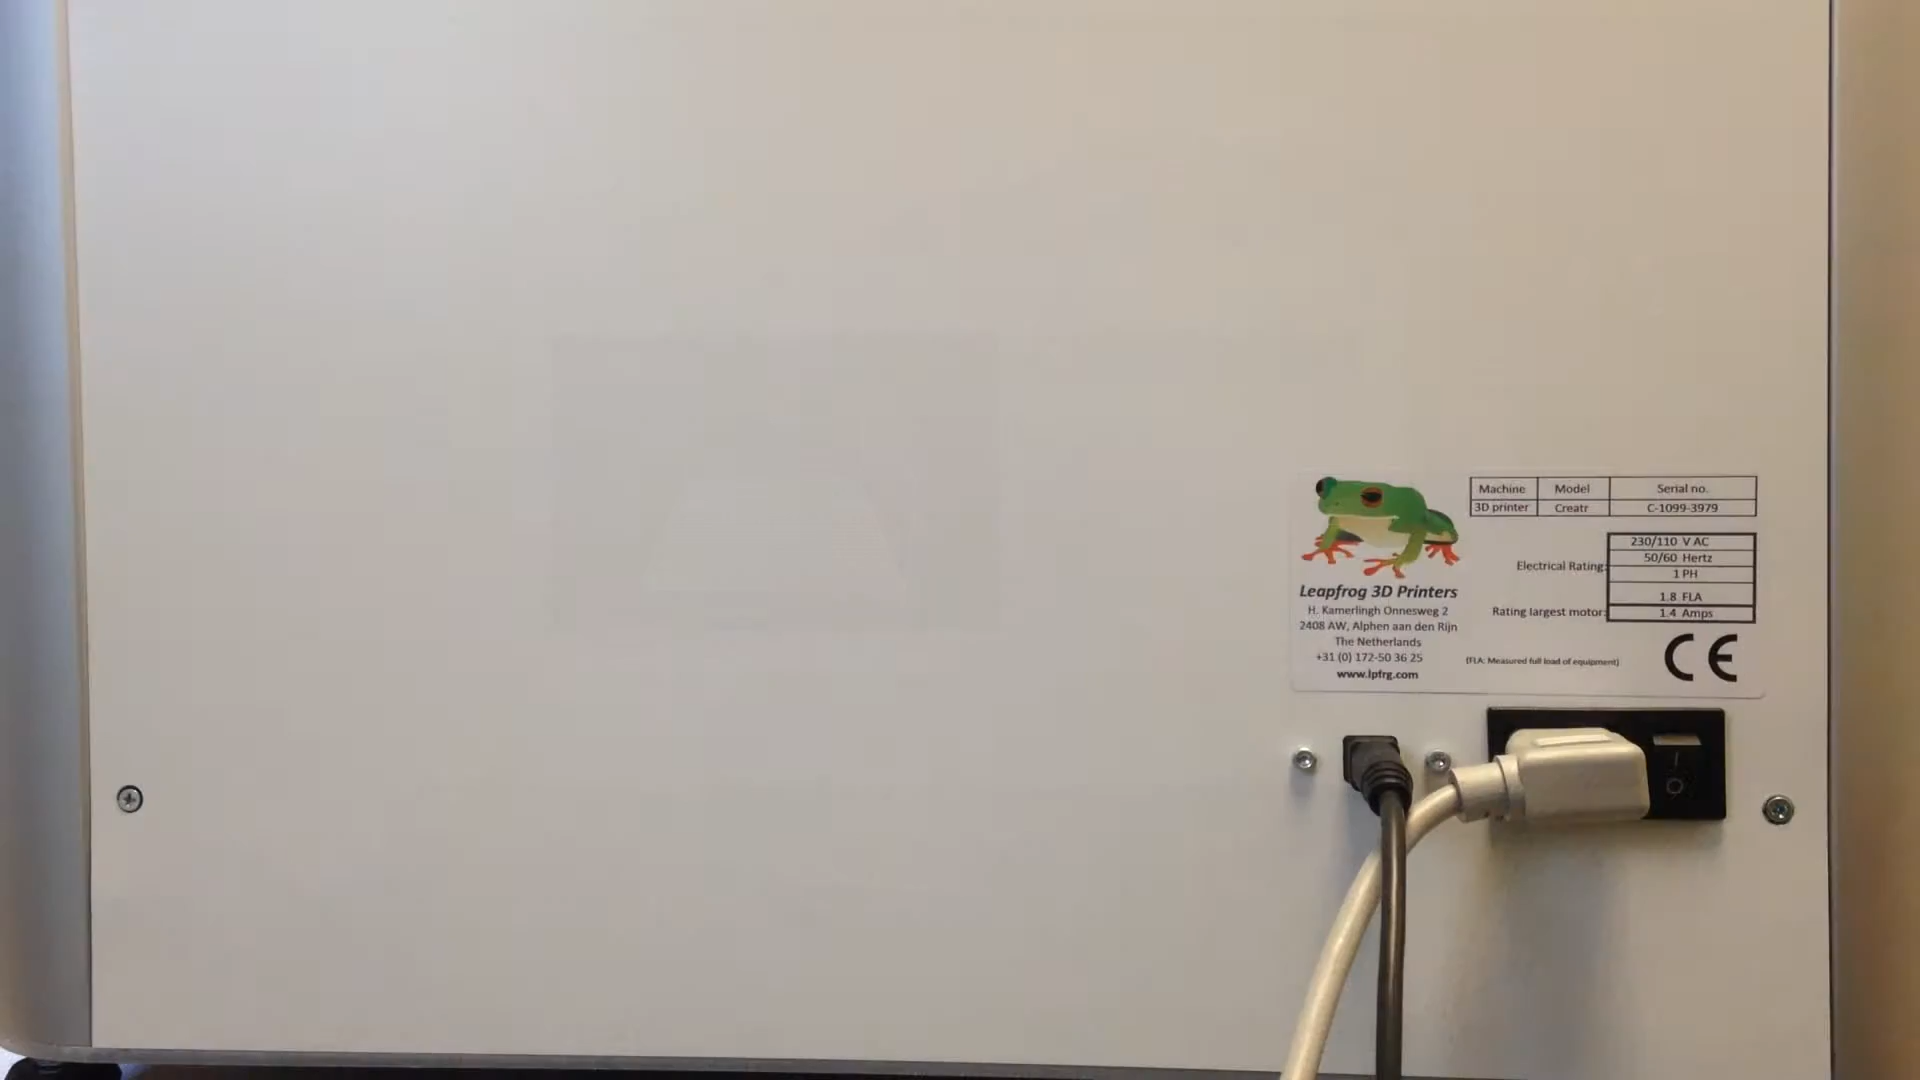 Machine Model Serial no.
3D printer Creatr C-1099-3979
230/110 V AC
50/60 Hertz
Electrical Rating: 1 PH
1.8 FLA
Rating largest motor: 1.4 Amps
(FLA: Measured full load of equipment)
CE
Leapfrog 3D Printers
H. Kamerlingh Onnesweg 2
2408 AW, Alphen aan den Rijn
The Netherlands
+31 (0) 172-50 36 25
www.lpfrg.com